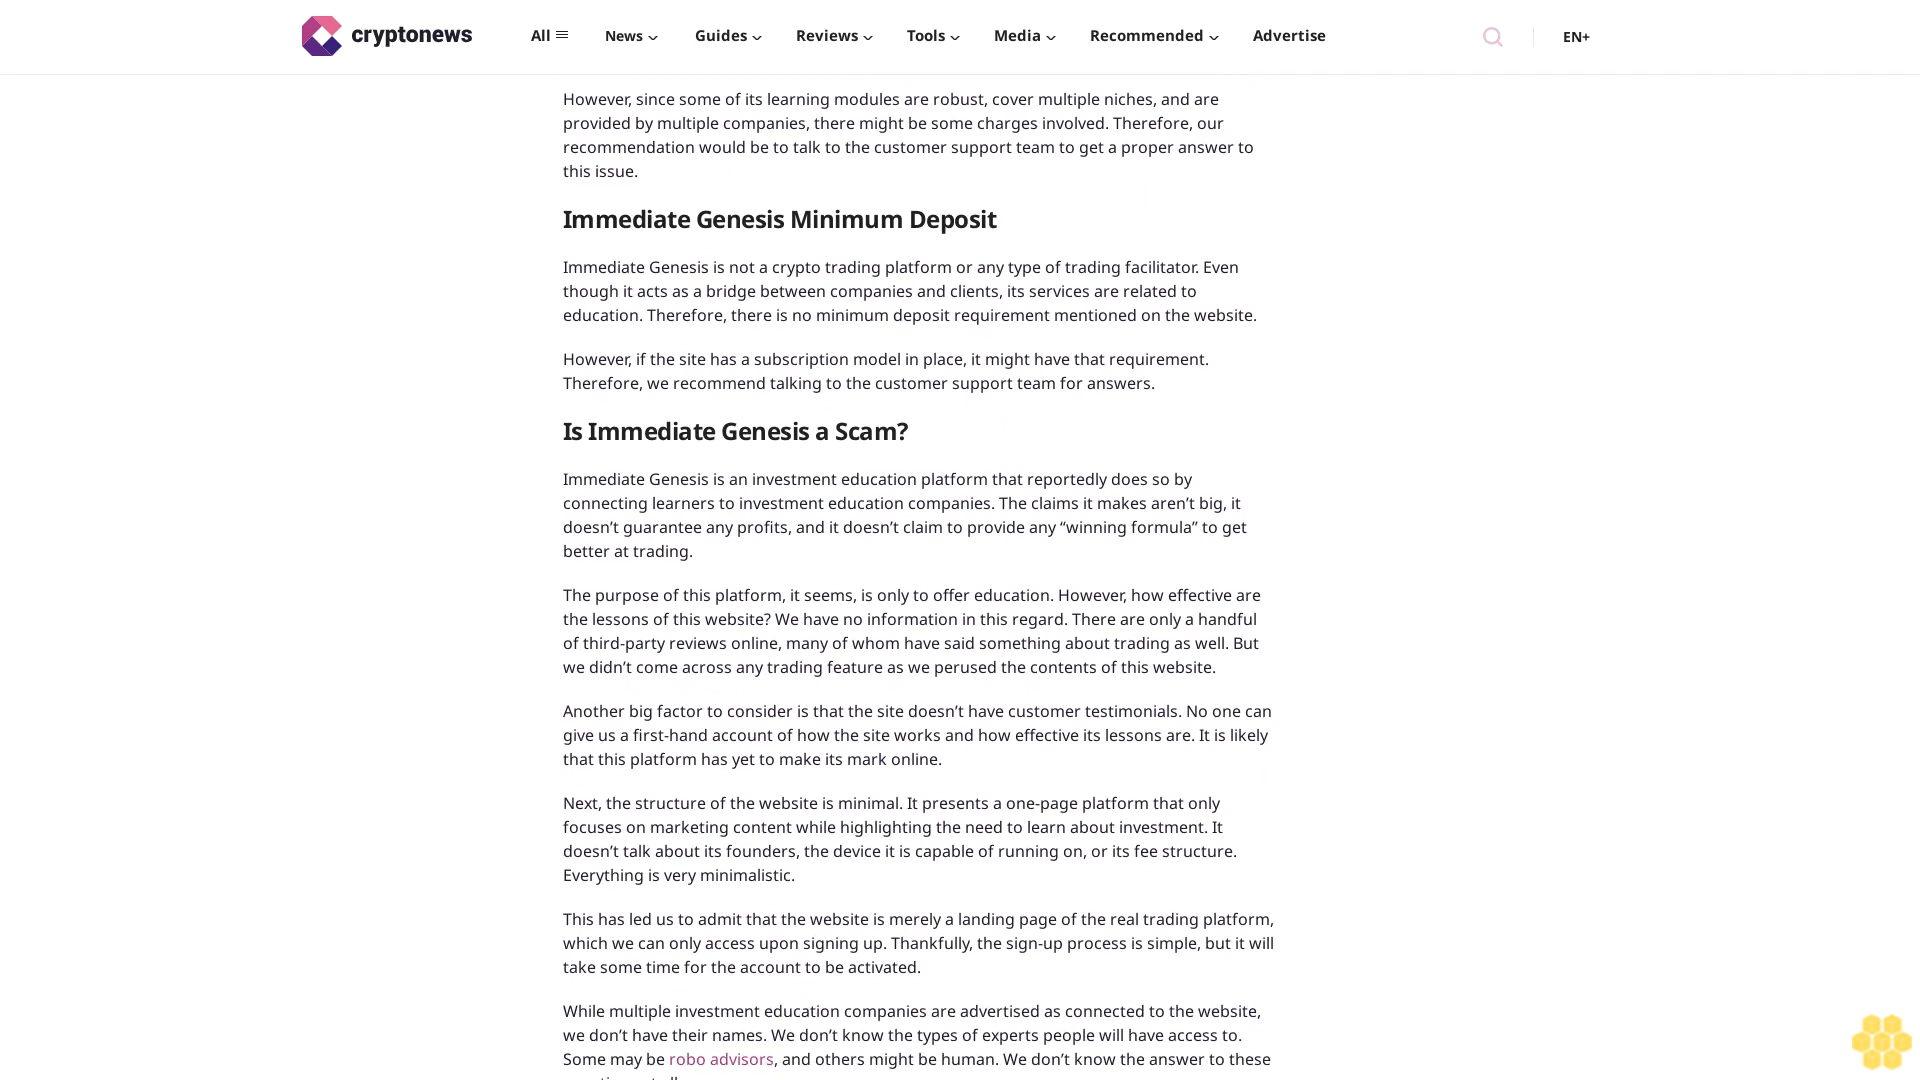 cryptonews
All
News
Guides
Reviews
Tools
Media
Recommended
Advertise
EN+
However, since some of its learning modules are robust, cover multiple niches, and are
provided by multiple companies, there might be some charges involved. Therefore, our
recommendation would be to talk to the customer support team to get a proper answer to
this issue.
Immediate Genesis Minimum Deposit
Immediate Genesis is not a crypto trading platform or any type of trading facilitator. Even
though it acts as a bridge between companies and clients, its services are related to
education. Therefore, there is no minimum deposit requirement mentioned on the website.
However, if the site has a subscription model in place, it might have that requirement.
Therefore, we recommend talking to the customer support team for answers.
Is Immediate Genesis a Scam?
Immediate Genesis is an investment education platform that reportedly does so by
connecting learners to investment education companies. The claims it makes aren’t big, it
doesn’t guarantee any profits, and it doesn’t claim to provide any “winning formula” to get
better at trading.
The purpose of this platform, it seems, is only to offer education. However, how effective are
the lessons of this website? We have no information in this regard. There are only a handful
of third-party reviews online, many of whom have said something about trading as well. But
we didn’t come across any trading feature as we perused the contents of this website.
Another big factor to consider is that the site doesn’t have customer testimonials. No one can
give us a first-hand account of how the site works and how effective its lessons are. It is likely
that this platform has yet to make its mark online.
Next, the structure of the website is minimal. It presents a one-page platform that only
focuses on marketing content while highlighting the need to learn about investment. It
doesn’t talk about its founders, the device it is capable of running on, or its fee structure.
Everything is very minimalistic.
This has led us to admit that the website is merely a landing page of the real trading platform,
which we can only access upon signing up. Thankfully, the sign-up process is simple, but it will
take some time for the account to be activated.
While multiple investment education companies are advertised as connected to the website,
we don’t have their names. We don’t know the types of experts people will have access to.
Some may be robo advisors, and others might be human. We don’t know the answer to these